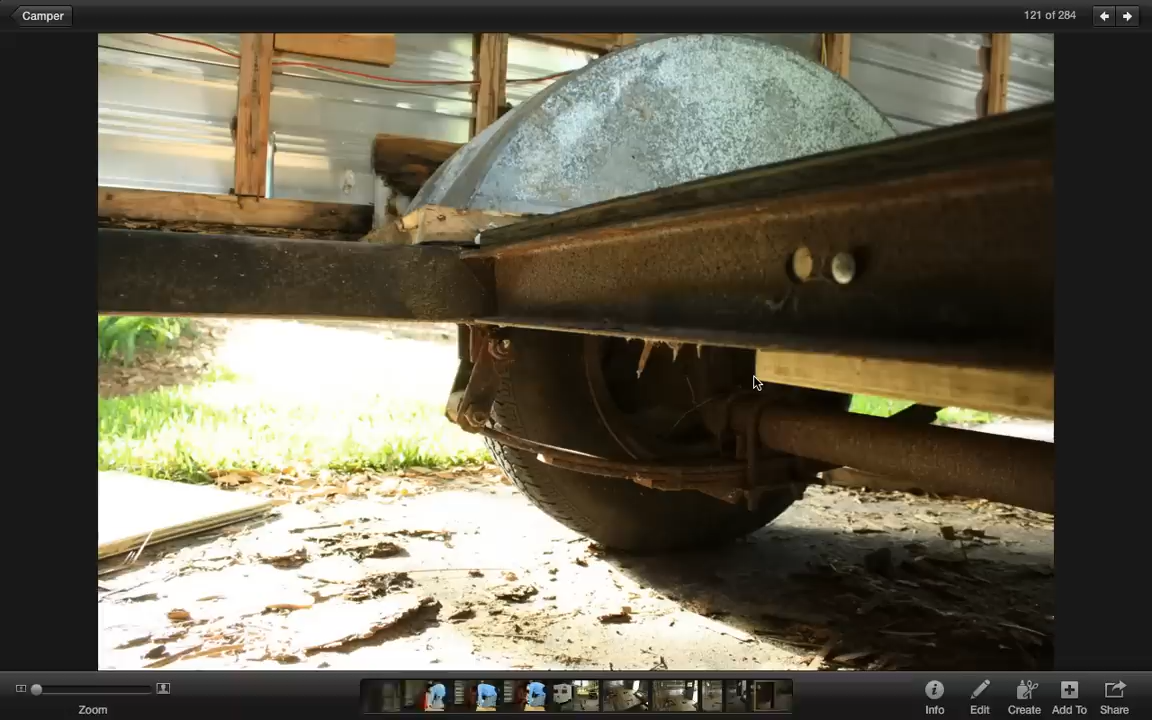 Camper
121 of 284
Zoom
Info
Edit
Create
Add To
Share